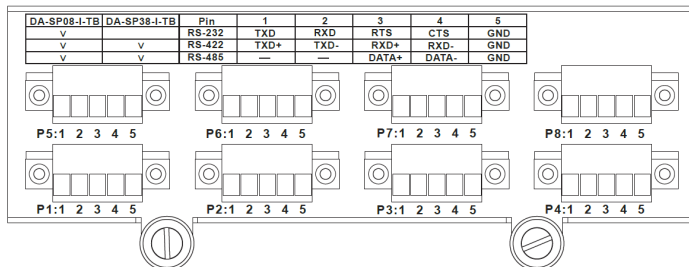 DA-SP08-I-TB DA-SP38-I-TB Pin 1 2 3 4 5
V RS-232 TXD RXD RTS CTS GND
V V RS-422 TXD+ TXD- RXD+ RXD- GND
V V RS-485 — — DATA+ DATA- GND
P5:1 2 3 4 5 P6:1 2 3 4 5 P7:1 2 3 4 5 P8:1 2 3 4 5
P1:1 2 3 4 5 P2:1 2 3 4 5 P3:1 2 3 4 5 P4:1 2 3 4 5